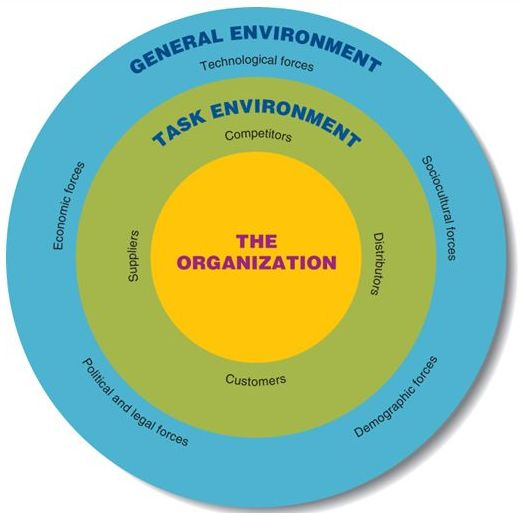 GENERAL ENVIRONMENT
Technological forces
TASK ENVIRONMENT
Competitors
Economic forces
Sociocultural forces
Suppliers
THE
ORGANIZATION
Distributors
Customers
Political and legal forces
Demographic forces